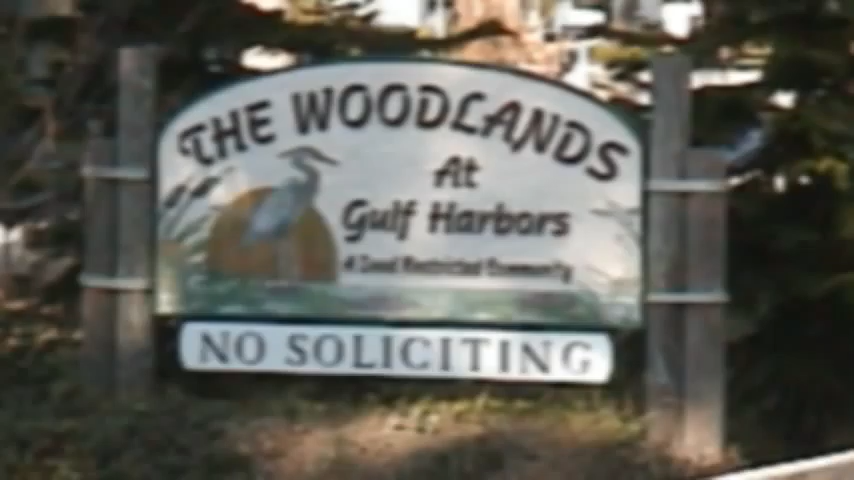 THE WOODLANDS
At
Gulf Harbors
A Deed Restricted Community
NO SOLICITING